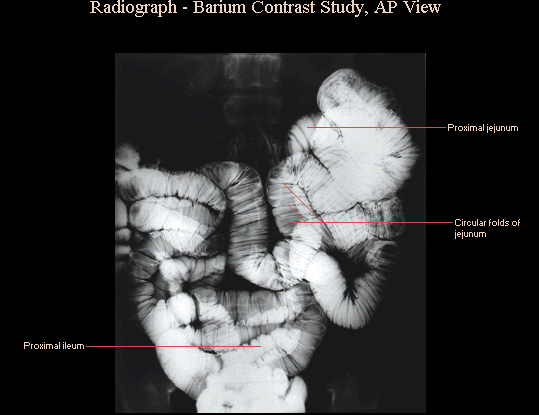 Radiograph - Barium Contrast Study, AP View
Proximal jejunum
Circular folds of
jejunum
Proximal ileum